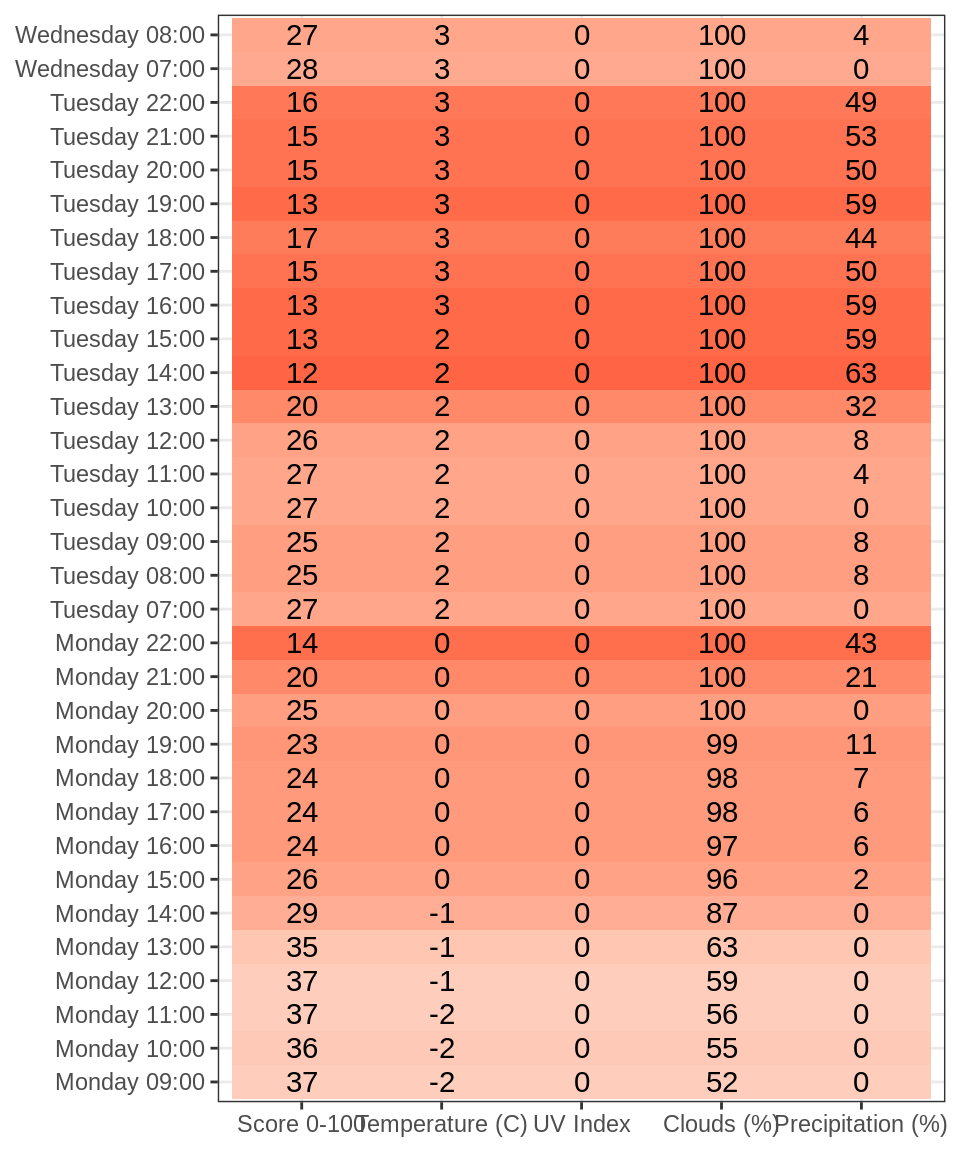 Wednesday 08:00 27 3 0 100 4
Wednesday 07:00 28 3 0 100 0
Tuesday 22:00 16 3 0 100 49
Tuesday 21:00 15 3 0 100 53
Tuesday 20:00 15 3 0 100 50
Tuesday 19:00 13 3 0 100 59
Tuesday 18:00 17 3 0 100 44
Tuesday 17:00 15 3 0 100 50
Tuesday 16:00 13 3 0 100 59
Tuesday 15:00 13 2 0 100 59
Tuesday 14:00 12 2 0 100 63
Tuesday 13:00 20 2 0 100 32
Tuesday 12:00 26 2 0 100 8
Tuesday 11:00 27 2 0 100 4
Tuesday 10:00 27 2 0 100 0
Tuesday 09:00 25 2 0 100 8
Tuesday 08:00 25 2 0 100 8
Tuesday 07:00 27 2 0 100 0
Monday 22:00 14 0 0 100 43
Monday 21:00 20 0 0 100 21
Monday 20:00 25 0 0 100 0
Monday 19:00 23 0 0 99 11
Monday 18:00 24 0 0 98 7
Monday 17:00 24 0 0 98 6
Monday 16:00 24 0 0 97 6
Monday 15:00 26 0 0 96 2
Monday 14:00 29 -1 0 87 0
Monday 13:00 35 -1 0 63 0
Monday 12:00 37 -1 0 59 0
Monday 11:00 37 -2 0 56 0
Monday 10:00 36 -2 0 55 0
Monday 09:00 37 -2 0 52 0
Score 0-100 Temperature (C) UV Index Clouds (%) Precipitation (%)